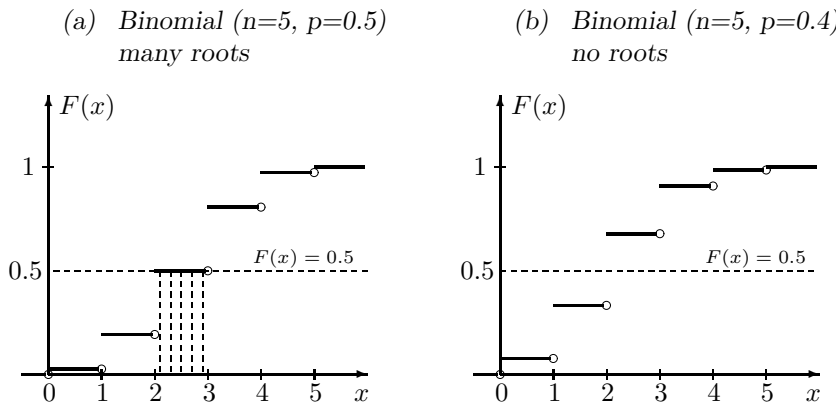 (a) Binomial (n=5, p=0.5)
many roots
F(x)
1
0.5
F(x) = 0.5
0 1 2 3 4 5 x
(b) Binomial (n=5, p=0.4)
no roots
F(x)
1
0.5
F(x) = 0.5
0 1 2 3 4 5 x